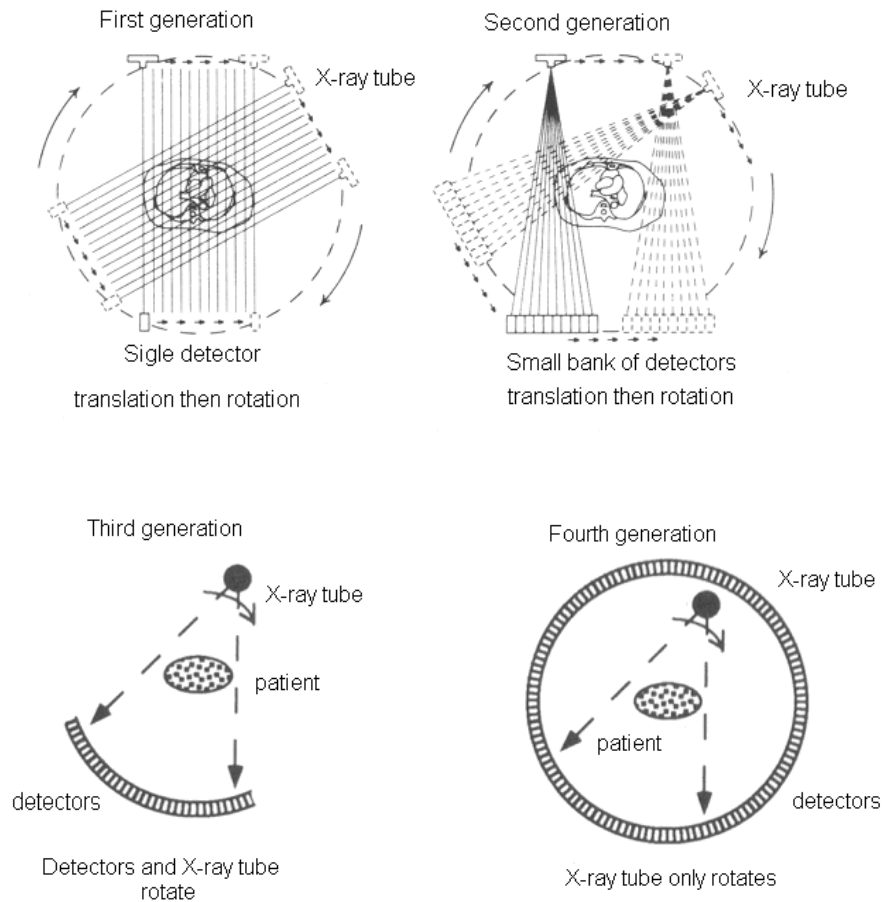 First generation
X-ray tube
Sigle detector
translation then rotation
Second generation
X-ray tube
Small bank of detectors
translation then rotation
Third generation
X-ray tube
patient
detectors
Detectors and X-ray tube
rotate
Fourth generation
X-ray tube
patient
detectors
X-ray tube only rotates